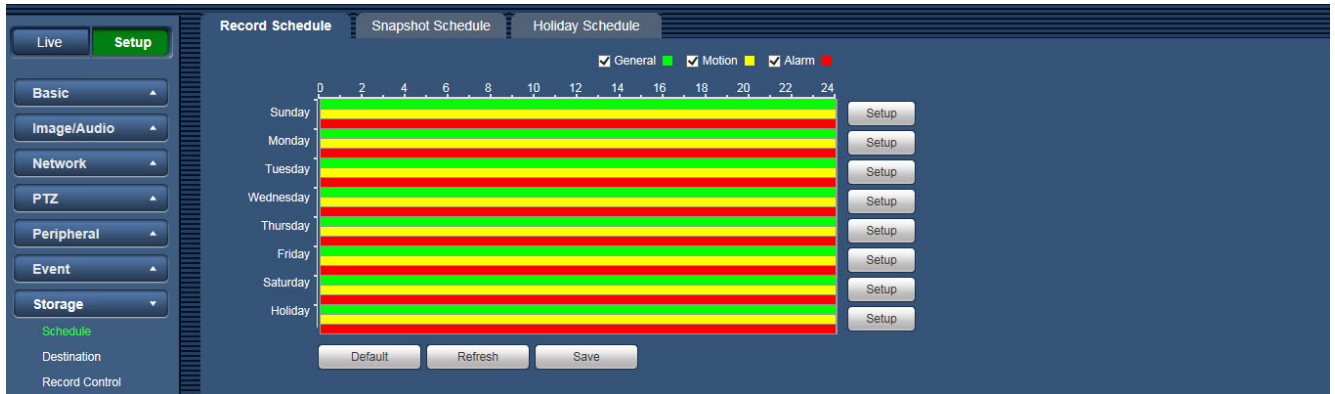 Live Setup
Basic
Image/Audio
Network
PTZ
Peripheral
Event
Storage
Schedule
Destination
Record Control
Record Schedule Snapshot Schedule Holiday Schedule
General Motion Alarm
0 2 4 6 8 10 12 14 16 18 20 22 24
Sunday Setup
Monday Setup
Tuesday Setup
Wednesday Setup
Thursday Setup
Friday Setup
Saturday Setup
Holiday Setup
Default Refresh Save